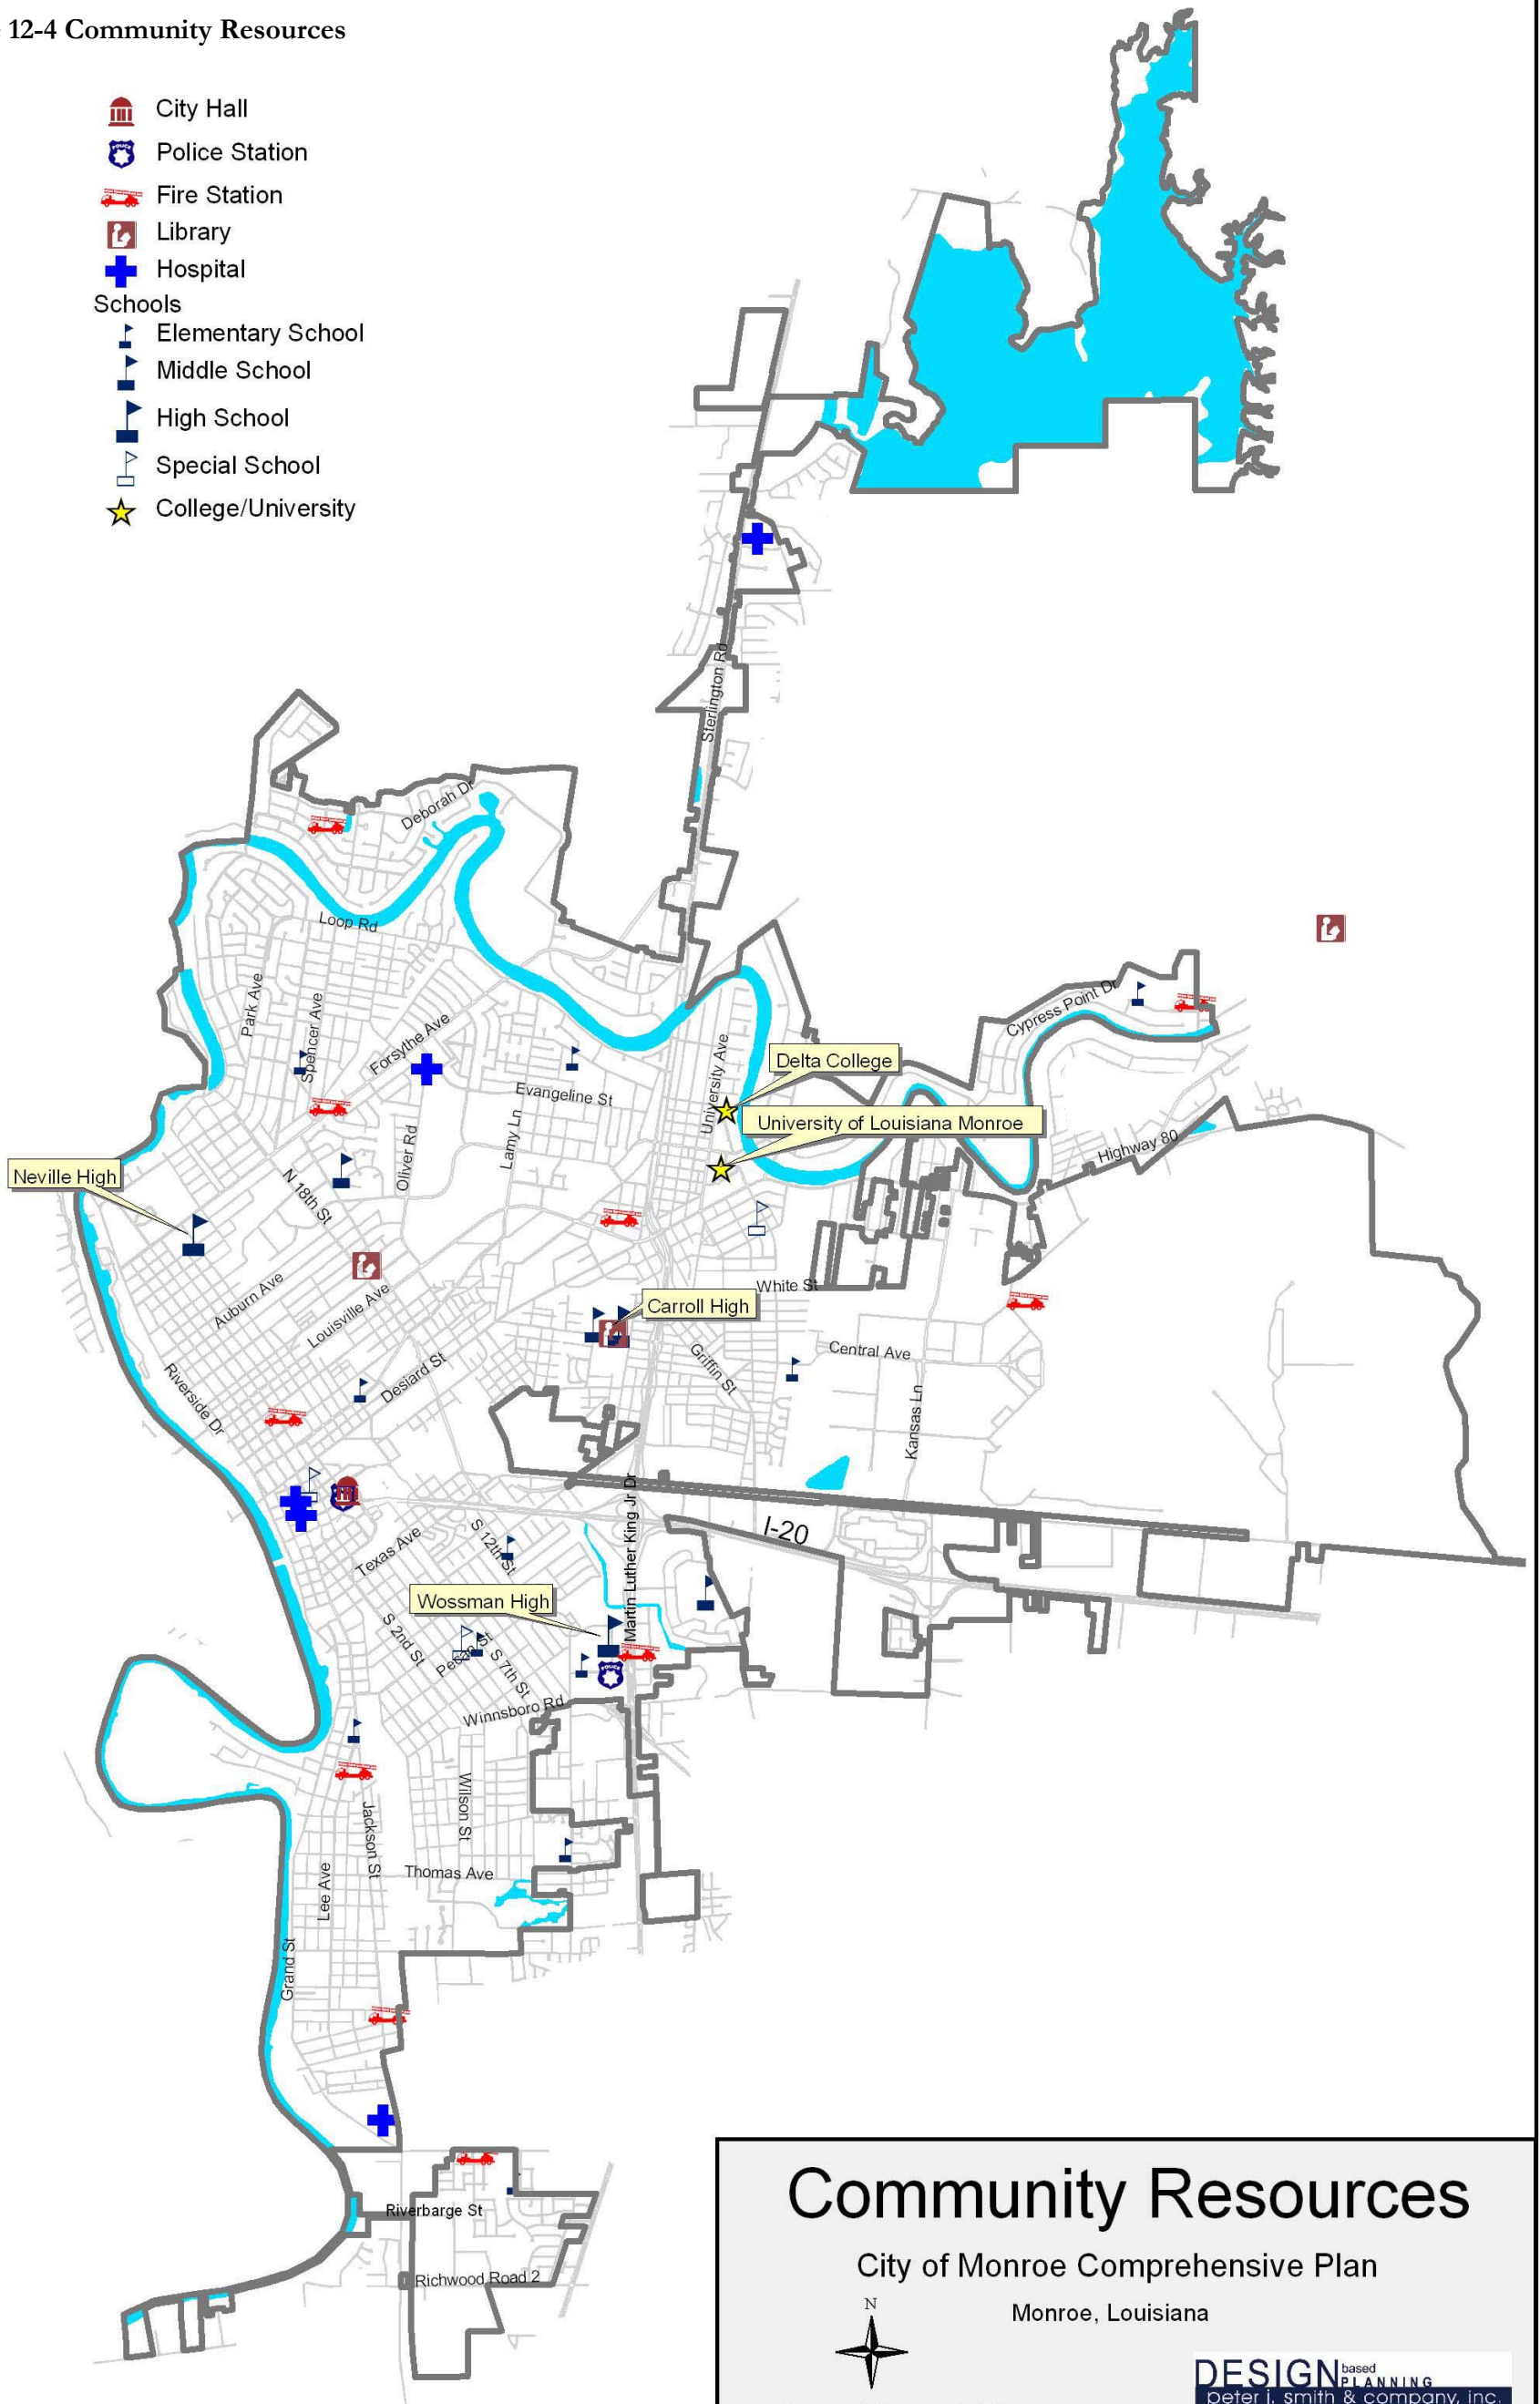 12-4 Community Resources
City Hall
Police Station
Fire Station
Library
Hospital
Schools
Elementary School
Middle School
High School
Special School
College/University
Sterlington Rd
Deborah Dr
Loop Rd
Park Ave
Spencer Ave
Forsythe Ave
Cypress Point Dr
University Ave
Delta College
Evangeline St
University of Louisiana Monroe
Lamy Ln
Oliver Rd
Highway 80
Neville High
N 18th St
Auburn Ave
Louisville Ave
White St
Carroll High
Central Ave
Griffin St
Desiard St
Riverside Dr
Kansas Ln
Martin Luther King Jr Dr
I-20
Texas Ave
S 12th St
Wossman High
S 2nd St
S 7th St
Winnsboro Rd
Wilson St
Jackson St
Thomas Ave
Lee Ave
Grand St
Riverbarge St
Richwood Road 2
Community Resources
City of Monroe Comprehensive Plan
N
Monroe, Louisiana
DESIGN based PLANNING
peter j. smith & company, inc.